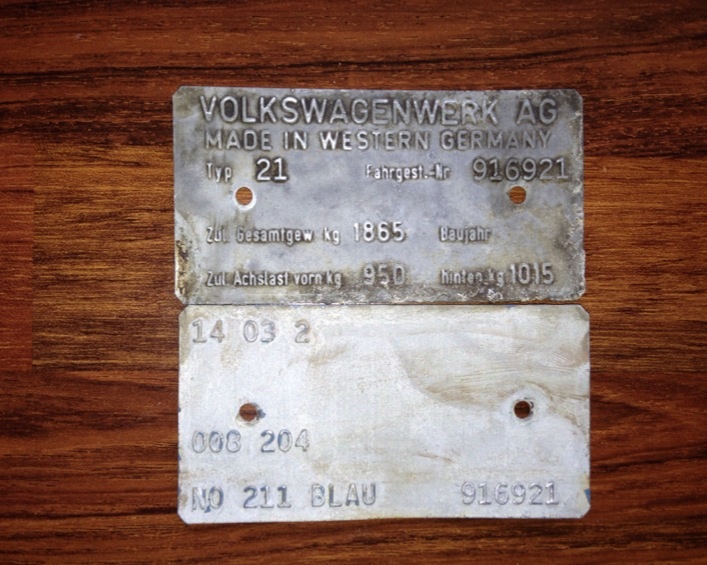 VOLKSWAGENWERK AG
MADE IN WESTERN GERMANY
Typ 21 Fahrgest.-Nr 916921
Zul. Gesamtgew kg 1865 Baujahr
Zul. Achslast vorn kg 950 hinten kg 1015
14 03 2
008 204
NO 211 BLAU 916921